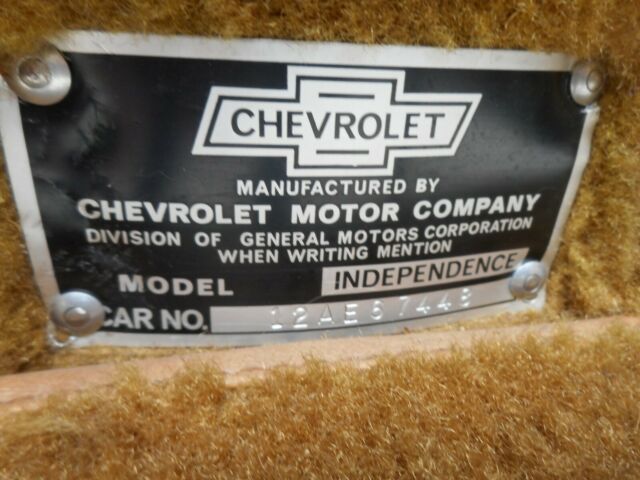 CHEVROLET
MANUFACTURED BY
CHEVROLET MOTOR COMPANY
DIVISION OF GENERAL MOTORS CORPORATION
WHEN WRITING MENTION
MODEL INDEPENDENCE
CAR NO. 12AE67448